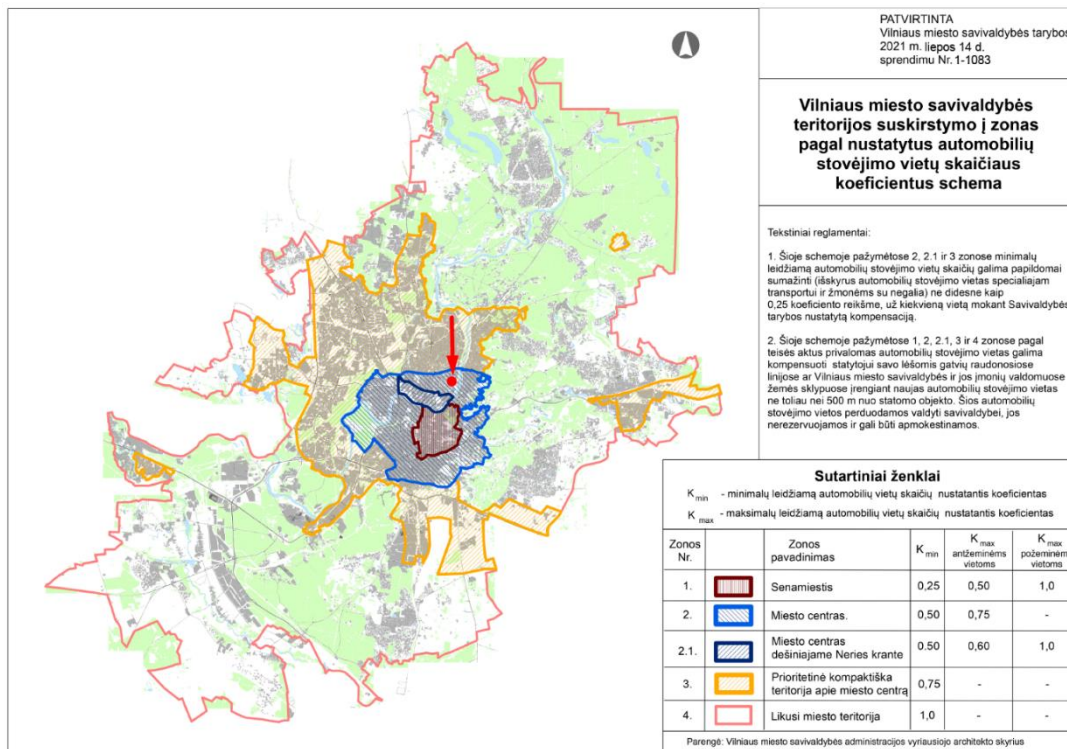 PATVIRTINTA
Vilniaus miesto savivaldybės tarybos
2021 m. liepos 14 d.
sprendimu Nr. 1-1083
Vilniaus miesto savivaldybės
teritorijos suskirstymo į zonas
pagal nustatytus automobilių
stovėjimo vietų skaičiaus
koeficientus schema
Tekstiniai reglamentai:
1. Šioje schemoje pažymėtose 2, 2.1 ir 3 zonose minimalų
leidžiamą automobilių stovėjimo vietų skaičių galima papildomai
sumažinti (išskyrus automobilių stovėjimo vietas specialiajam
transportui ir žmonėms su negalia) ne didesne kaip
0,25 koeficiento reikšme, už kiekvieną vietą mokant Savivaldybės
tarybos nustatytą kompensaciją.
2. Šioje schemoje pažymėtose 1, 2, 2.1, 3 ir 4 zonose pagal
teisės aktus privalomas automobilių stovėjimo vietas galima
kompensuoti statytojui savo lėšomis gatvių raudonosiose
linijose ar Vilniaus miesto savivaldybės ir jos įmonių valdomuose
žemės sklypuose įrengiant naujas automobilių stovėjimo vietas
ne toliau nei 500 m nuo statomo objekto. Šios automobilių
stovėjimo vietos perduodamos valdyti savivaldybei, jos
nerezervuojamos ir gali būti apmokestinamos.
Sutartiniai ženklai
K min - minimalų leidžiamą automobilių vietų skaičių nustatantis koeficientas
K max - maksimalų leidžiamą automobilių vietų skaičių nustatantis koeficientas
Zonos Nr. Zonos pavadinimas K min K max antžeminėms vietoms K max požeminėms vietoms
1. Senamiestis 0,25 0,50 1,0
2. Miesto centras. 0,50 0,75 -
2.1. Miesto centras dešiniajame Neries krante 0.50 0,60 1,0
3. Prioritetinė kompaktiška teritorija apie miesto centrą 0,75 - -
4. Likusi miesto teritorija 1,0 - -
Parengė: Vilniaus miesto savivaldybės administracijos vyriausiojo architekto skyrius